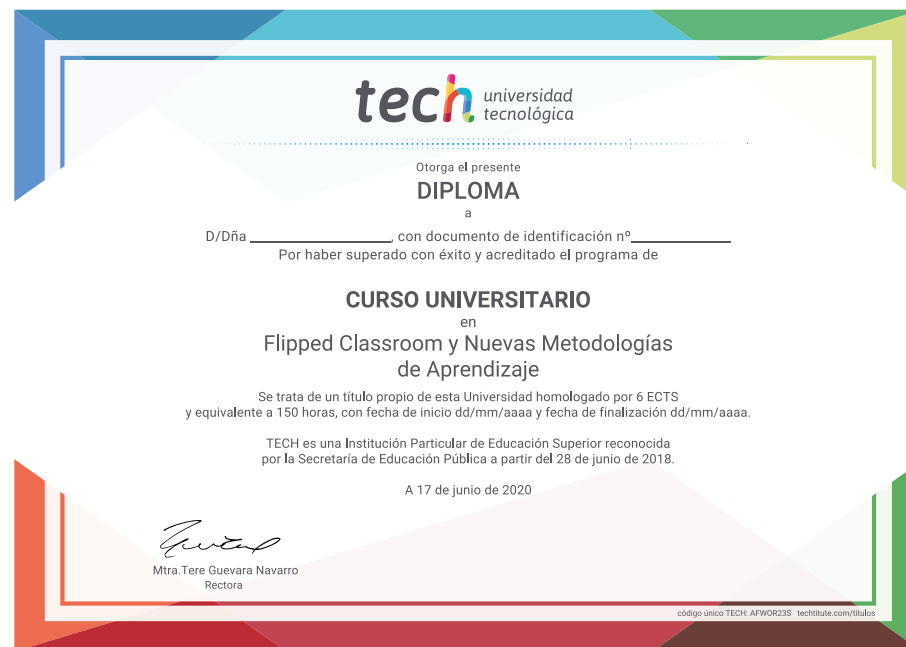 tech universidad
tecnológica
Otorga el presente
DIPLOMA
a
D/Dña ________________, con documento de identificación nº____________
Por haber superado con éxito y acreditado el programa de
CURSO UNIVERSITARIO
en
Flipped Classroom y Nuevas Metodologías
de Aprendizaje
Se trata de un título propio de esta Universidad homologado por 6 ECTS
y equivalente a 150 horas, con fecha de inicio dd/mm/aaaa y fecha de finalización dd/mm/aaaa.
TECH es una Institución Particular de Educación Superior reconocida
por la Secretaría de Educación Pública a partir del 28 de junio de 2018.
A 17 de junio de 2020
Mtra.Tere Guevara Navarro
Rectora
código único TECH: AFWOR23S techtitute.com/titulos